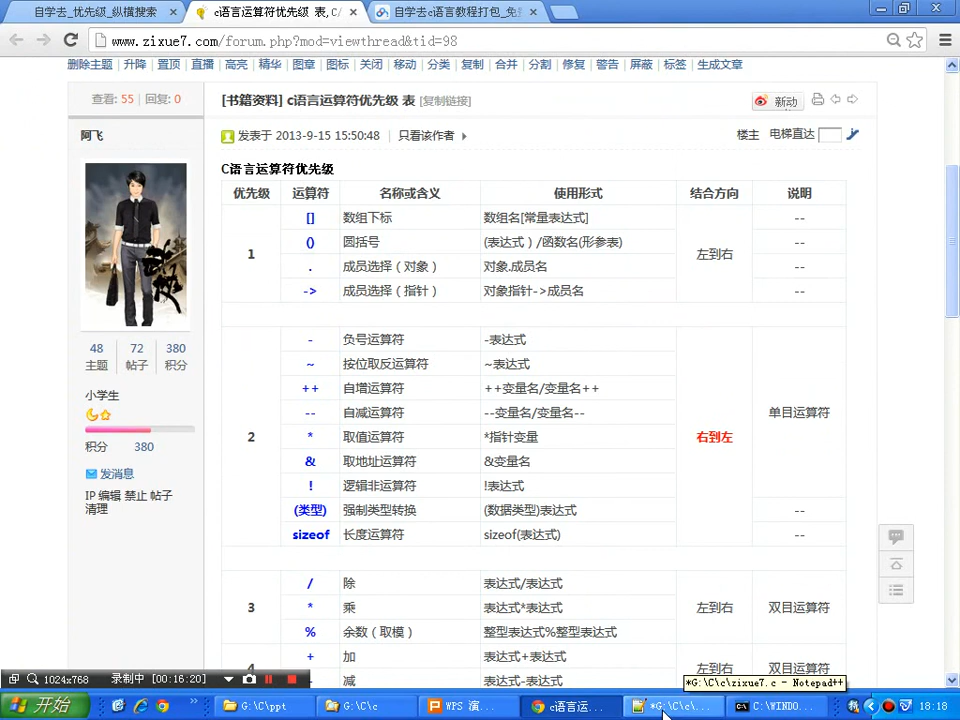 自学去_优先级_纵横搜索 × c语言运算符优先级 表,C/ × 自学去c语言教程打包_免 ×
www.zixue7.com/forum.php?mod=viewthread&tid=98
删除主题 升降 置顶 直播 高亮 精华 图章 图标 关闭 移动 分类 复制 合并 分割 修复 警告 屏蔽 标签 生成文章
查看: 55 | 回复: 0 [书籍资料] c语言运算符优先级 表 [复制链接] 新动
阿飞 发表于 2013-9-15 15:50:48 | 只看该作者 楼主 电梯直达
C语言运算符优先级
优先级 运算符 名称或含义 使用形式 结合方向 说明
1 左到右
[] 数组下标 数组名[常量表达式] --
() 圆括号 (表达式）/函数名(形参表) --
. 成员选择（对象） 对象.成员名 --
-> 成员选择（指针） 对象指针->成员名 --
2 右到左 单目运算符
- 负号运算符 -表达式
~ 按位取反运算符 ~表达式
++ 自增运算符 ++变量名/变量名++
-- 自减运算符 --变量名/变量名--
* 取值运算符 *指针变量
& 取地址运算符 &变量名
! 逻辑非运算符 !表达式
(类型) 强制类型转换 (数据类型)表达式 --
sizeof 长度运算符 sizeof(表达式) --
3 左到右 双目运算符
/ 除 表达式/表达式
* 乘 表达式*表达式
% 余数（取模） 整型表达式%整型表达式
4 左到右 双目运算符
+ 加 表达式+表达式
- 减 表达式-表达式
48 72 380
主题 帖子 积分
小学生
积分 380
发消息
IP 编辑 禁止 帖子
清理
1024x768 录制中 [00:16:20]
*G:\C\c\zixue7.c - Notepad++
开始 G:\C\ppt G:\C\c WPS 演... c语言运... *G:\C\c\... C:\WINDO... 18:18